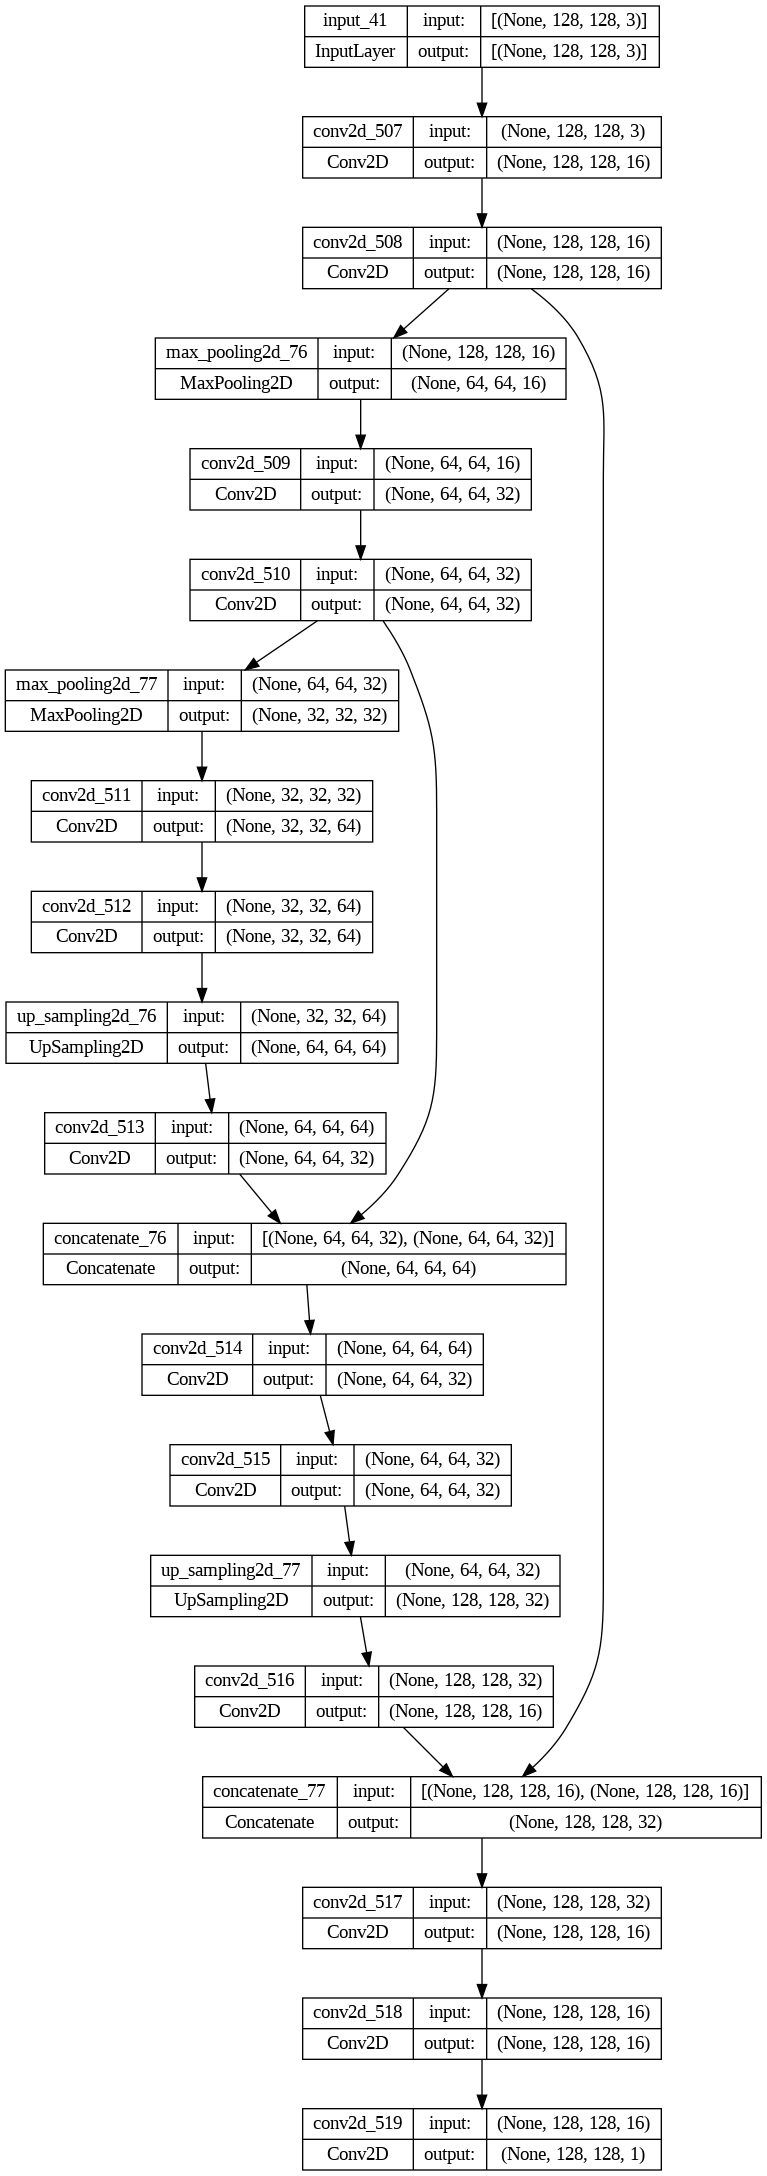 input_41 input: [(None, 128, 128, 3)]
InputLayer output: [(None, 128, 128, 3)]
conv2d_507 input: (None, 128, 128, 3)
Conv2D output: (None, 128, 128, 16)
conv2d_508 input: (None, 128, 128, 16)
Conv2D output: (None, 128, 128, 16)
max_pooling2d_76 input: (None, 128, 128, 16)
MaxPooling2D output: (None, 64, 64, 16)
conv2d_509 input: (None, 64, 64, 16)
Conv2D output: (None, 64, 64, 32)
conv2d_510 input: (None, 64, 64, 32)
Conv2D output: (None, 64, 64, 32)
max_pooling2d_77 input: (None, 64, 64, 32)
MaxPooling2D output: (None, 32, 32, 32)
conv2d_511 input: (None, 32, 32, 32)
Conv2D output: (None, 32, 32, 64)
conv2d_512 input: (None, 32, 32, 64)
Conv2D output: (None, 32, 32, 64)
up_sampling2d_76 input: (None, 32, 32, 64)
UpSampling2D output: (None, 64, 64, 64)
conv2d_513 input: (None, 64, 64, 64)
Conv2D output: (None, 64, 64, 32)
concatenate_76 input: [(None, 64, 64, 32), (None, 64, 64, 32)]
Concatenate output: (None, 64, 64, 64)
conv2d_514 input: (None, 64, 64, 64)
Conv2D output: (None, 64, 64, 32)
conv2d_515 input: (None, 64, 64, 32)
Conv2D output: (None, 64, 64, 32)
up_sampling2d_77 input: (None, 64, 64, 32)
UpSampling2D output: (None, 128, 128, 32)
conv2d_516 input: (None, 128, 128, 32)
Conv2D output: (None, 128, 128, 16)
concatenate_77 input: [(None, 128, 128, 16), (None, 128, 128, 16)]
Concatenate output: (None, 128, 128, 32)
conv2d_517 input: (None, 128, 128, 32)
Conv2D output: (None, 128, 128, 16)
conv2d_518 input: (None, 128, 128, 16)
Conv2D output: (None, 128, 128, 16)
conv2d_519 input: (None, 128, 128, 16)
Conv2D output: (None, 128, 128, 1)